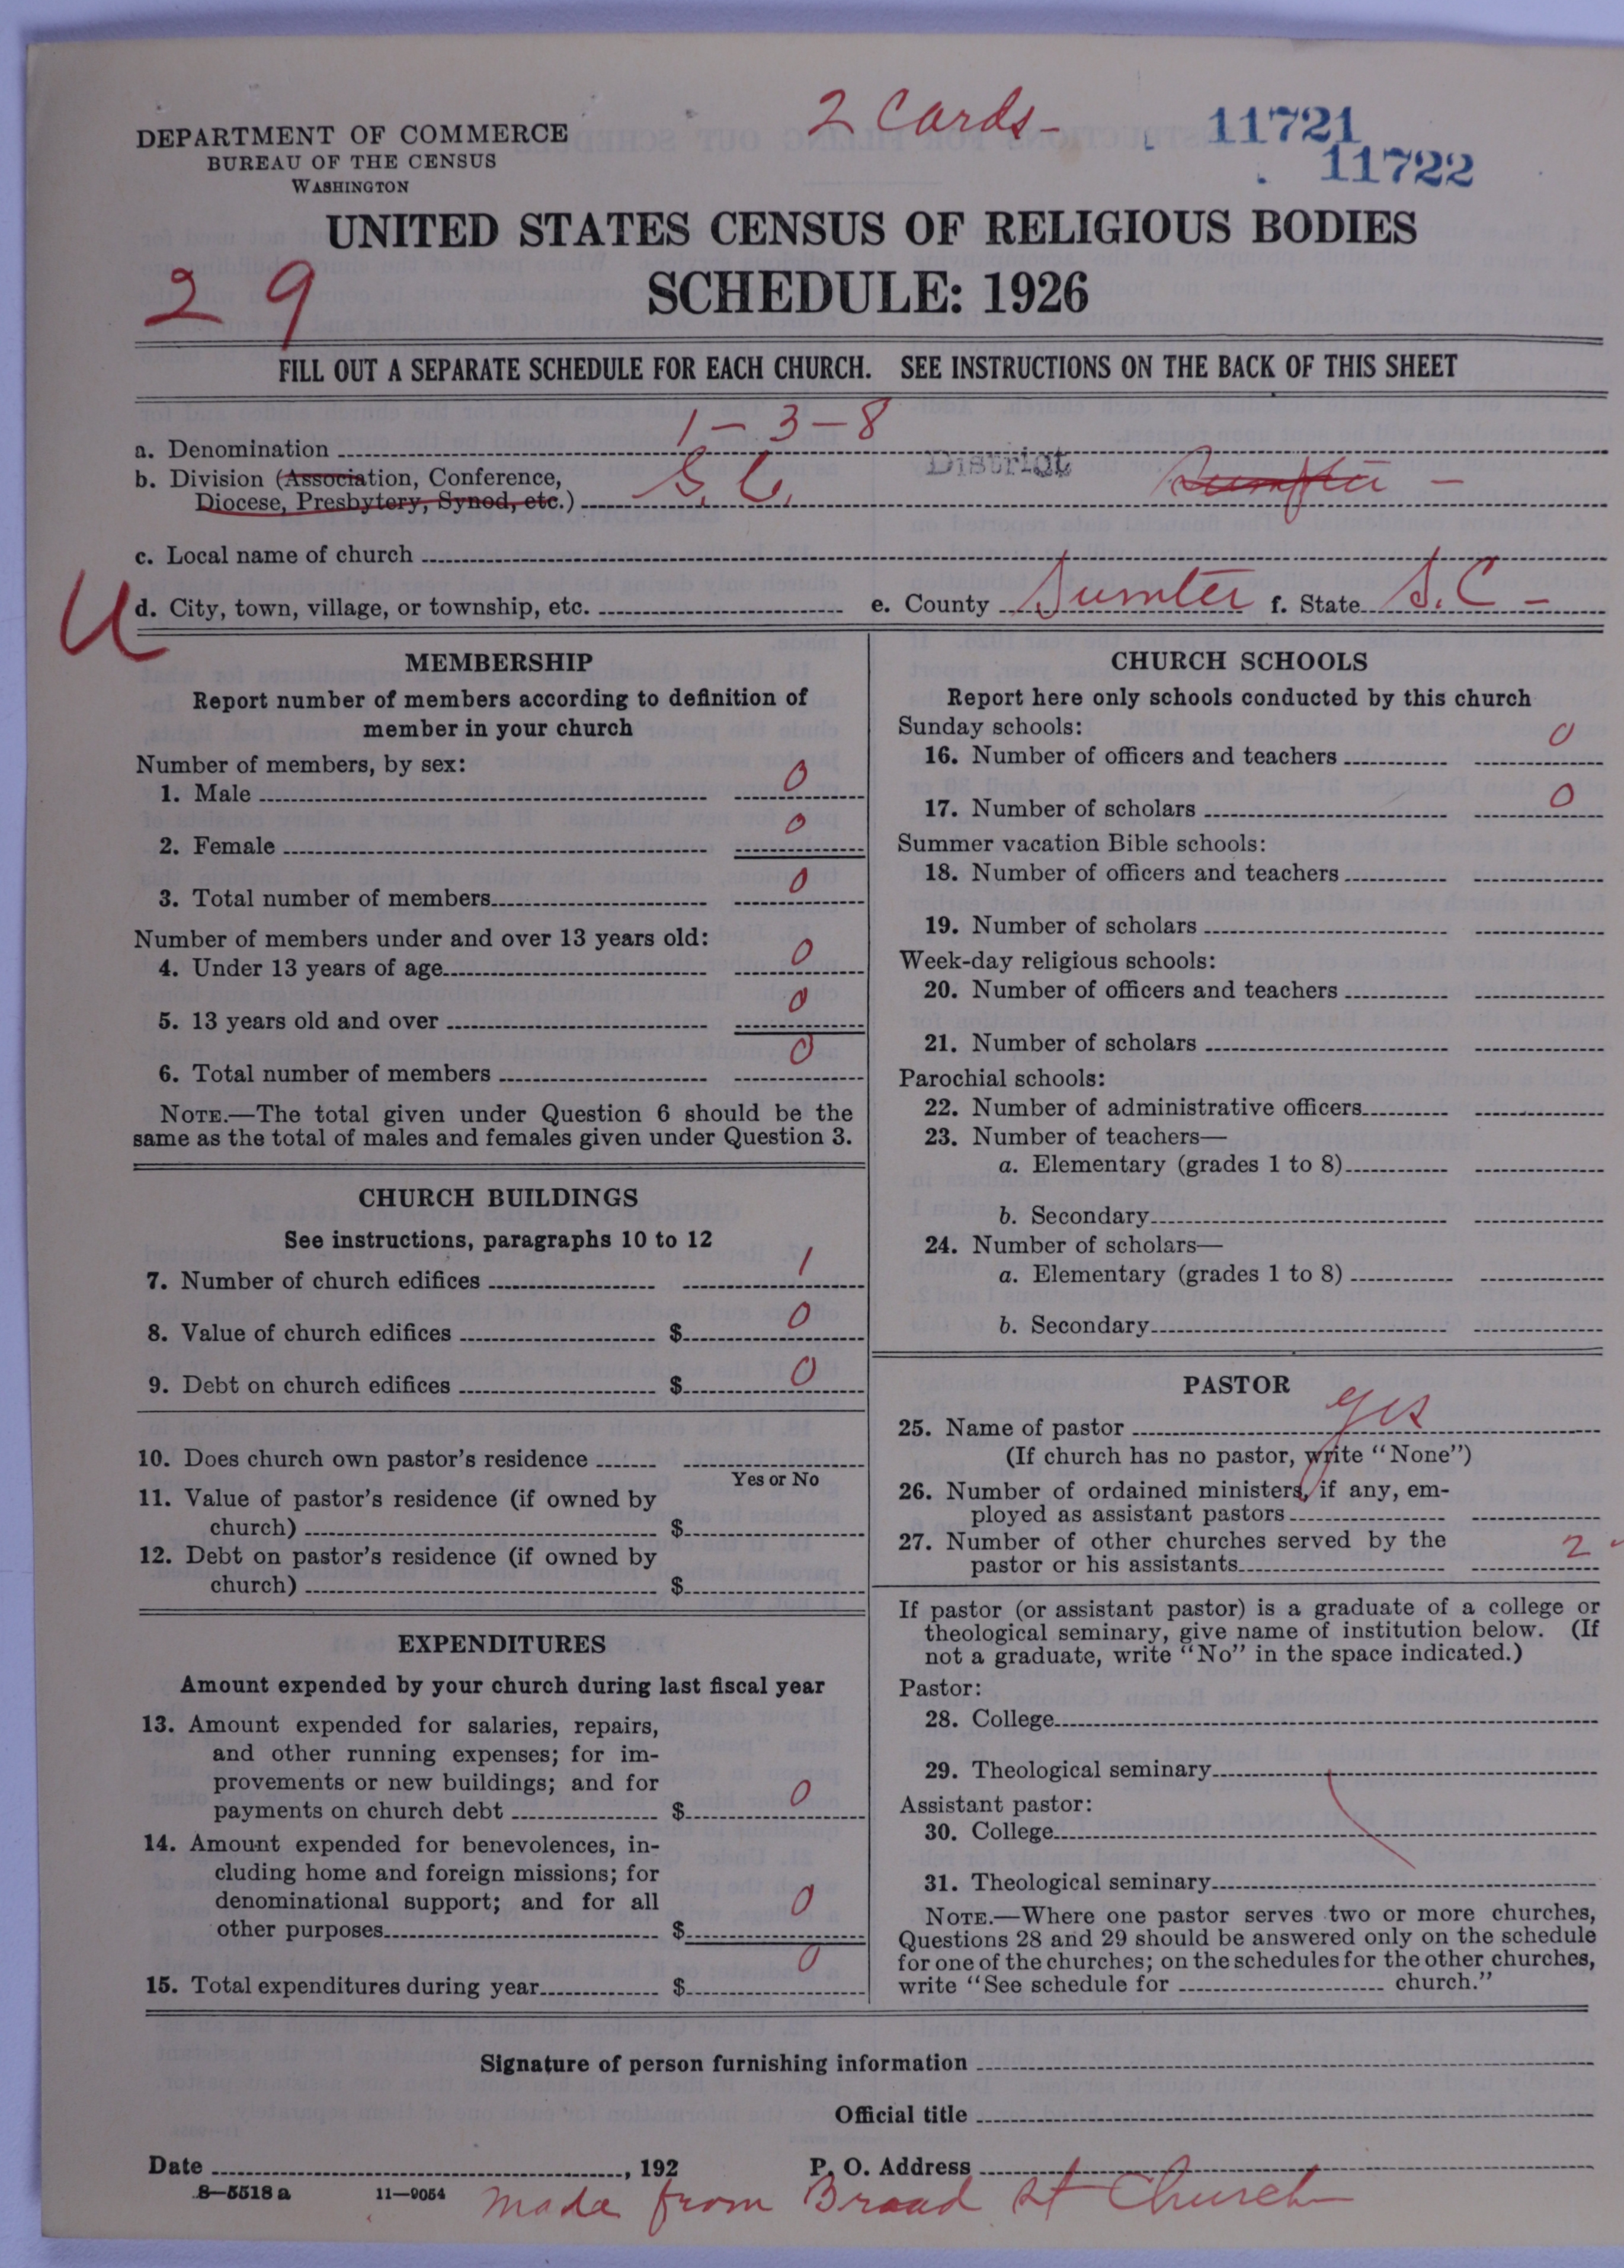 2 Cards-
11721
11722
DEPARTMENT OF COMMERCE
BUREAU OF THE CENSUS
WASHINGTON
UNITED STATES CENSUS OF RELIGIOUS BODIES
SCHEDULE: 1926
29
FILL OUT A SEPARATE SCHEDULE FOR EACH CHURCH. SEE INSTRUCTIONS ON THE BACK OF THIS SHEET
a. Denomination 1-3-8
b. Division (Association, Conference, Diocese, Presbytery, Synod, etc.) S.C. District Sumter -
c. Local name of church
U
d. City, town, village, or township, etc. e. County Sumter f. State S.C-
MEMBERSHIP
Report number of members according to definition of
member in your church
Number of members, by sex:
1. Male 0
2. Female 0
3. Total number of members 0
Number of members under and over 13 years old:
4. Under 13 years of age 0
5. 13 years old and over 0
6. Total number of members 0
NOTE.—The total given under Question 6 should be the
same as the total of males and females given under Question 3.
CHURCH BUILDINGS
See instructions, paragraphs 10 to 12
7. Number of church edifices 1
8. Value of church edifices $ 0
9. Debt on church edifices $ 0
10. Does church own pastor's residence
Yes or No
11. Value of pastor's residence (if owned by
church) $
12. Debt on pastor's residence (if owned by
church) $
EXPENDITURES
Amount expended by your church during last fiscal year
13. Amount expended for salaries, repairs,
and other running expenses; for im-
provements or new buildings; and for
payments on church debt $ 0
14. Amount expended for benevolences, in-
cluding home and foreign missions; for
denominational support; and for all
other purposes $ 0
15. Total expenditures during year $ 0
CHURCH SCHOOLS
Report here only schools conducted by this church
Sunday schools:
16. Number of officers and teachers 0
17. Number of scholars 0
Summer vacation Bible schools:
18. Number of officers and teachers
19. Number of scholars
Week-day religious schools:
20. Number of officers and teachers
21. Number of scholars
Parochial schools:
22. Number of administrative officers
23. Number of teachers—
a. Elementary (grades 1 to 8)
b. Secondary
24. Number of scholars—
a. Elementary (grades 1 to 8)
b. Secondary
PASTOR
25. Name of pastor yes
(If church has no pastor, write "None")
26. Number of ordained ministers, if any, em-
ployed as assistant pastors
27. Number of other churches served by the
pastor or his assistants 2
If pastor (or assistant pastor) is a graduate of a college or
theological seminary, give name of institution below. (If
not a graduate, write "No" in the space indicated.)
Pastor:
28. College
29. Theological seminary
Assistant pastor:
30. College
31. Theological seminary
NOTE.—Where one pastor serves two or more churches,
Questions 28 and 29 should be answered only on the schedule
for one of the churches; on the schedules for the other churches,
write "See schedule for church."
Signature of person furnishing information
Official title
Date , 192 P. O. Address
8—5518 a 11—9054
made from Broad St Church